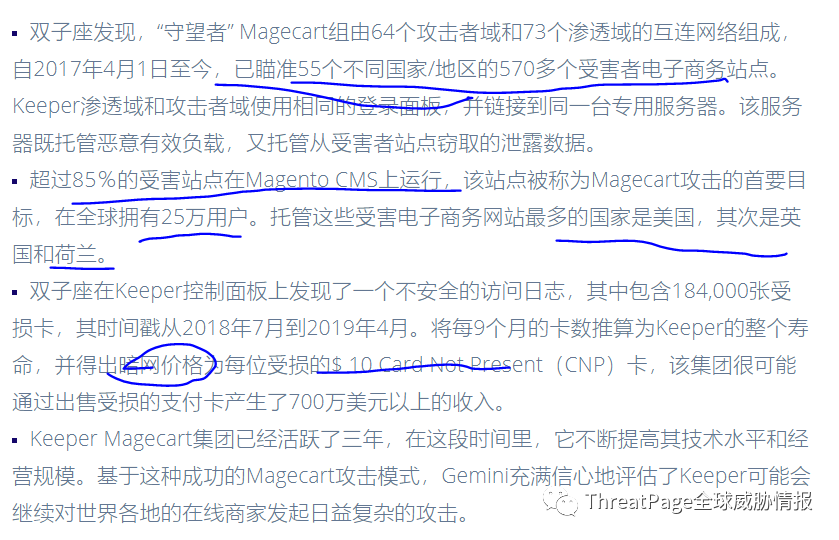 ▪ 双子座发现，“守望者” Magecart组由64个攻击者域和73个渗透域的互连网络组成，
自2017年4月1日至今，已瞄准55个不同国家/地区的570多个受害者电子商务站点。
Keeper渗透域和攻击者域使用相同的登录面板，并链接到同一台专用服务器。该服务
器既托管恶意有效负载，又托管从受害者站点窃取的泄露数据。
▪ 超过85％的受害站点在Magento CMS上运行，该站点被称为Magecart攻击的首要目
标，在全球拥有25万用户。托管这些受害电子商务网站最多的国家是美国，其次是英
国和荷兰。
▪ 双子座在Keeper控制面板上发现了一个不安全的访问日志，其中包含184,000张受
损卡，其时间戳从2018年7月到2019年4月。将每9个月的卡数推算为Keeper的整个寿
命，并得出暗网价格为每位受损的$ 10 Card Not Present（CNP）卡，该集团很可能
通过出售受损的支付卡产生了700万美元以上的收入。
▪ Keeper Magecart集团已经活跃了三年，在这段时间里，它不断提高其技术水平和经
营规模。基于这种成功的Magecart攻击模式，Gemini充满信心地评估了Keeper可能会
继续对世界各地的在线商家发起日益复杂的攻击。
ThreatPage全球威胁情报